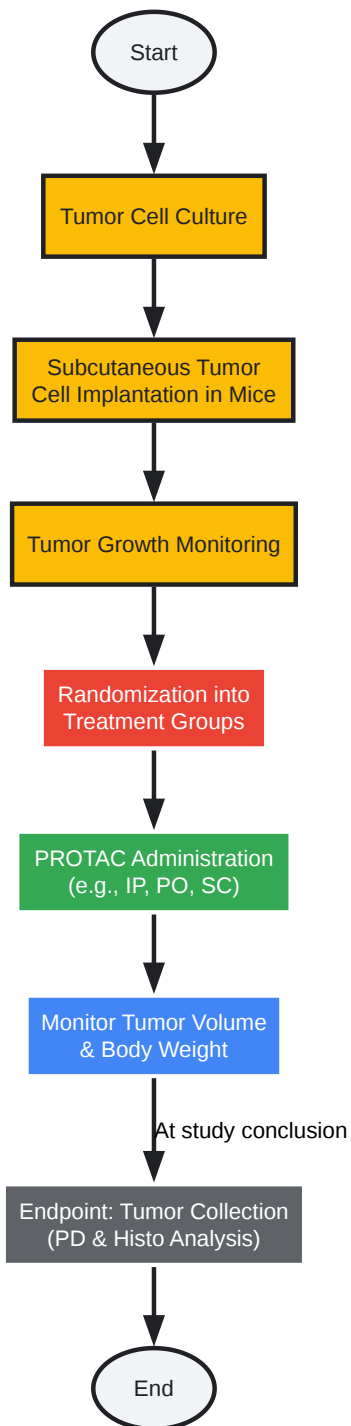 Start
Tumor Cell Culture
Subcutaneous Tumor
Cell Implantation in Mice
Tumor Growth Monitoring
Randomization into
Treatment Groups
PROTAC Administration
(e.g., IP, PO, SC)
Monitor Tumor Volume
& Body Weight
At study conclusion
Endpoint: Tumor Collection
(PD & Histo Analysis)
End